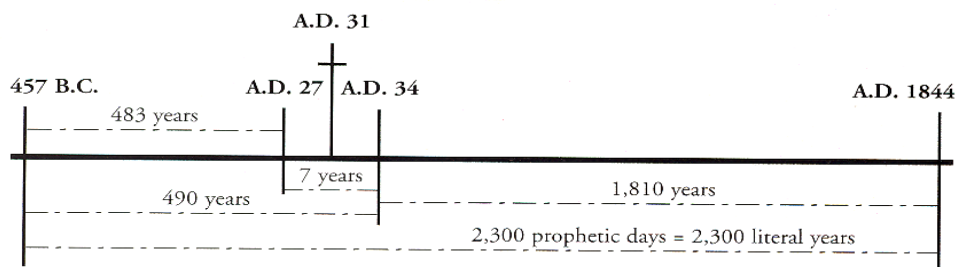 A.D. 31
457 B.C.
A.D. 27
A.D. 34
A.D. 1844
483 years
7 years
490 years
1,810 years
2,300 prophetic days = 2,300 literal years